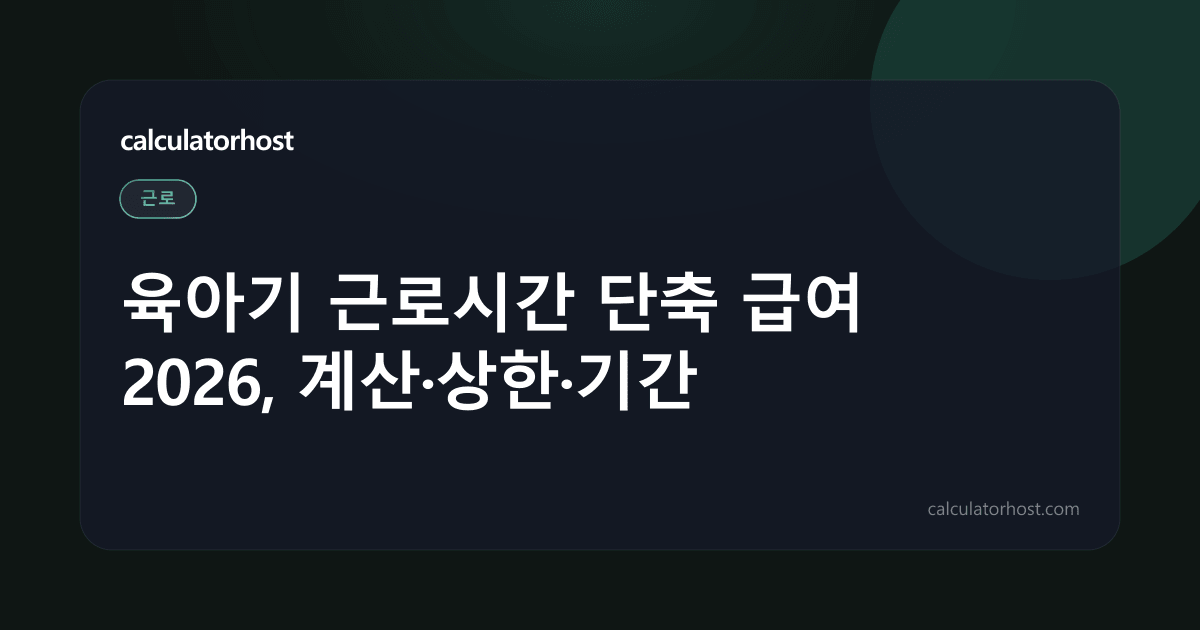 calculatorhost
근로
육아기 근로시간 단축 급여
2026, 계산·상한·기간
calculatorhost.com